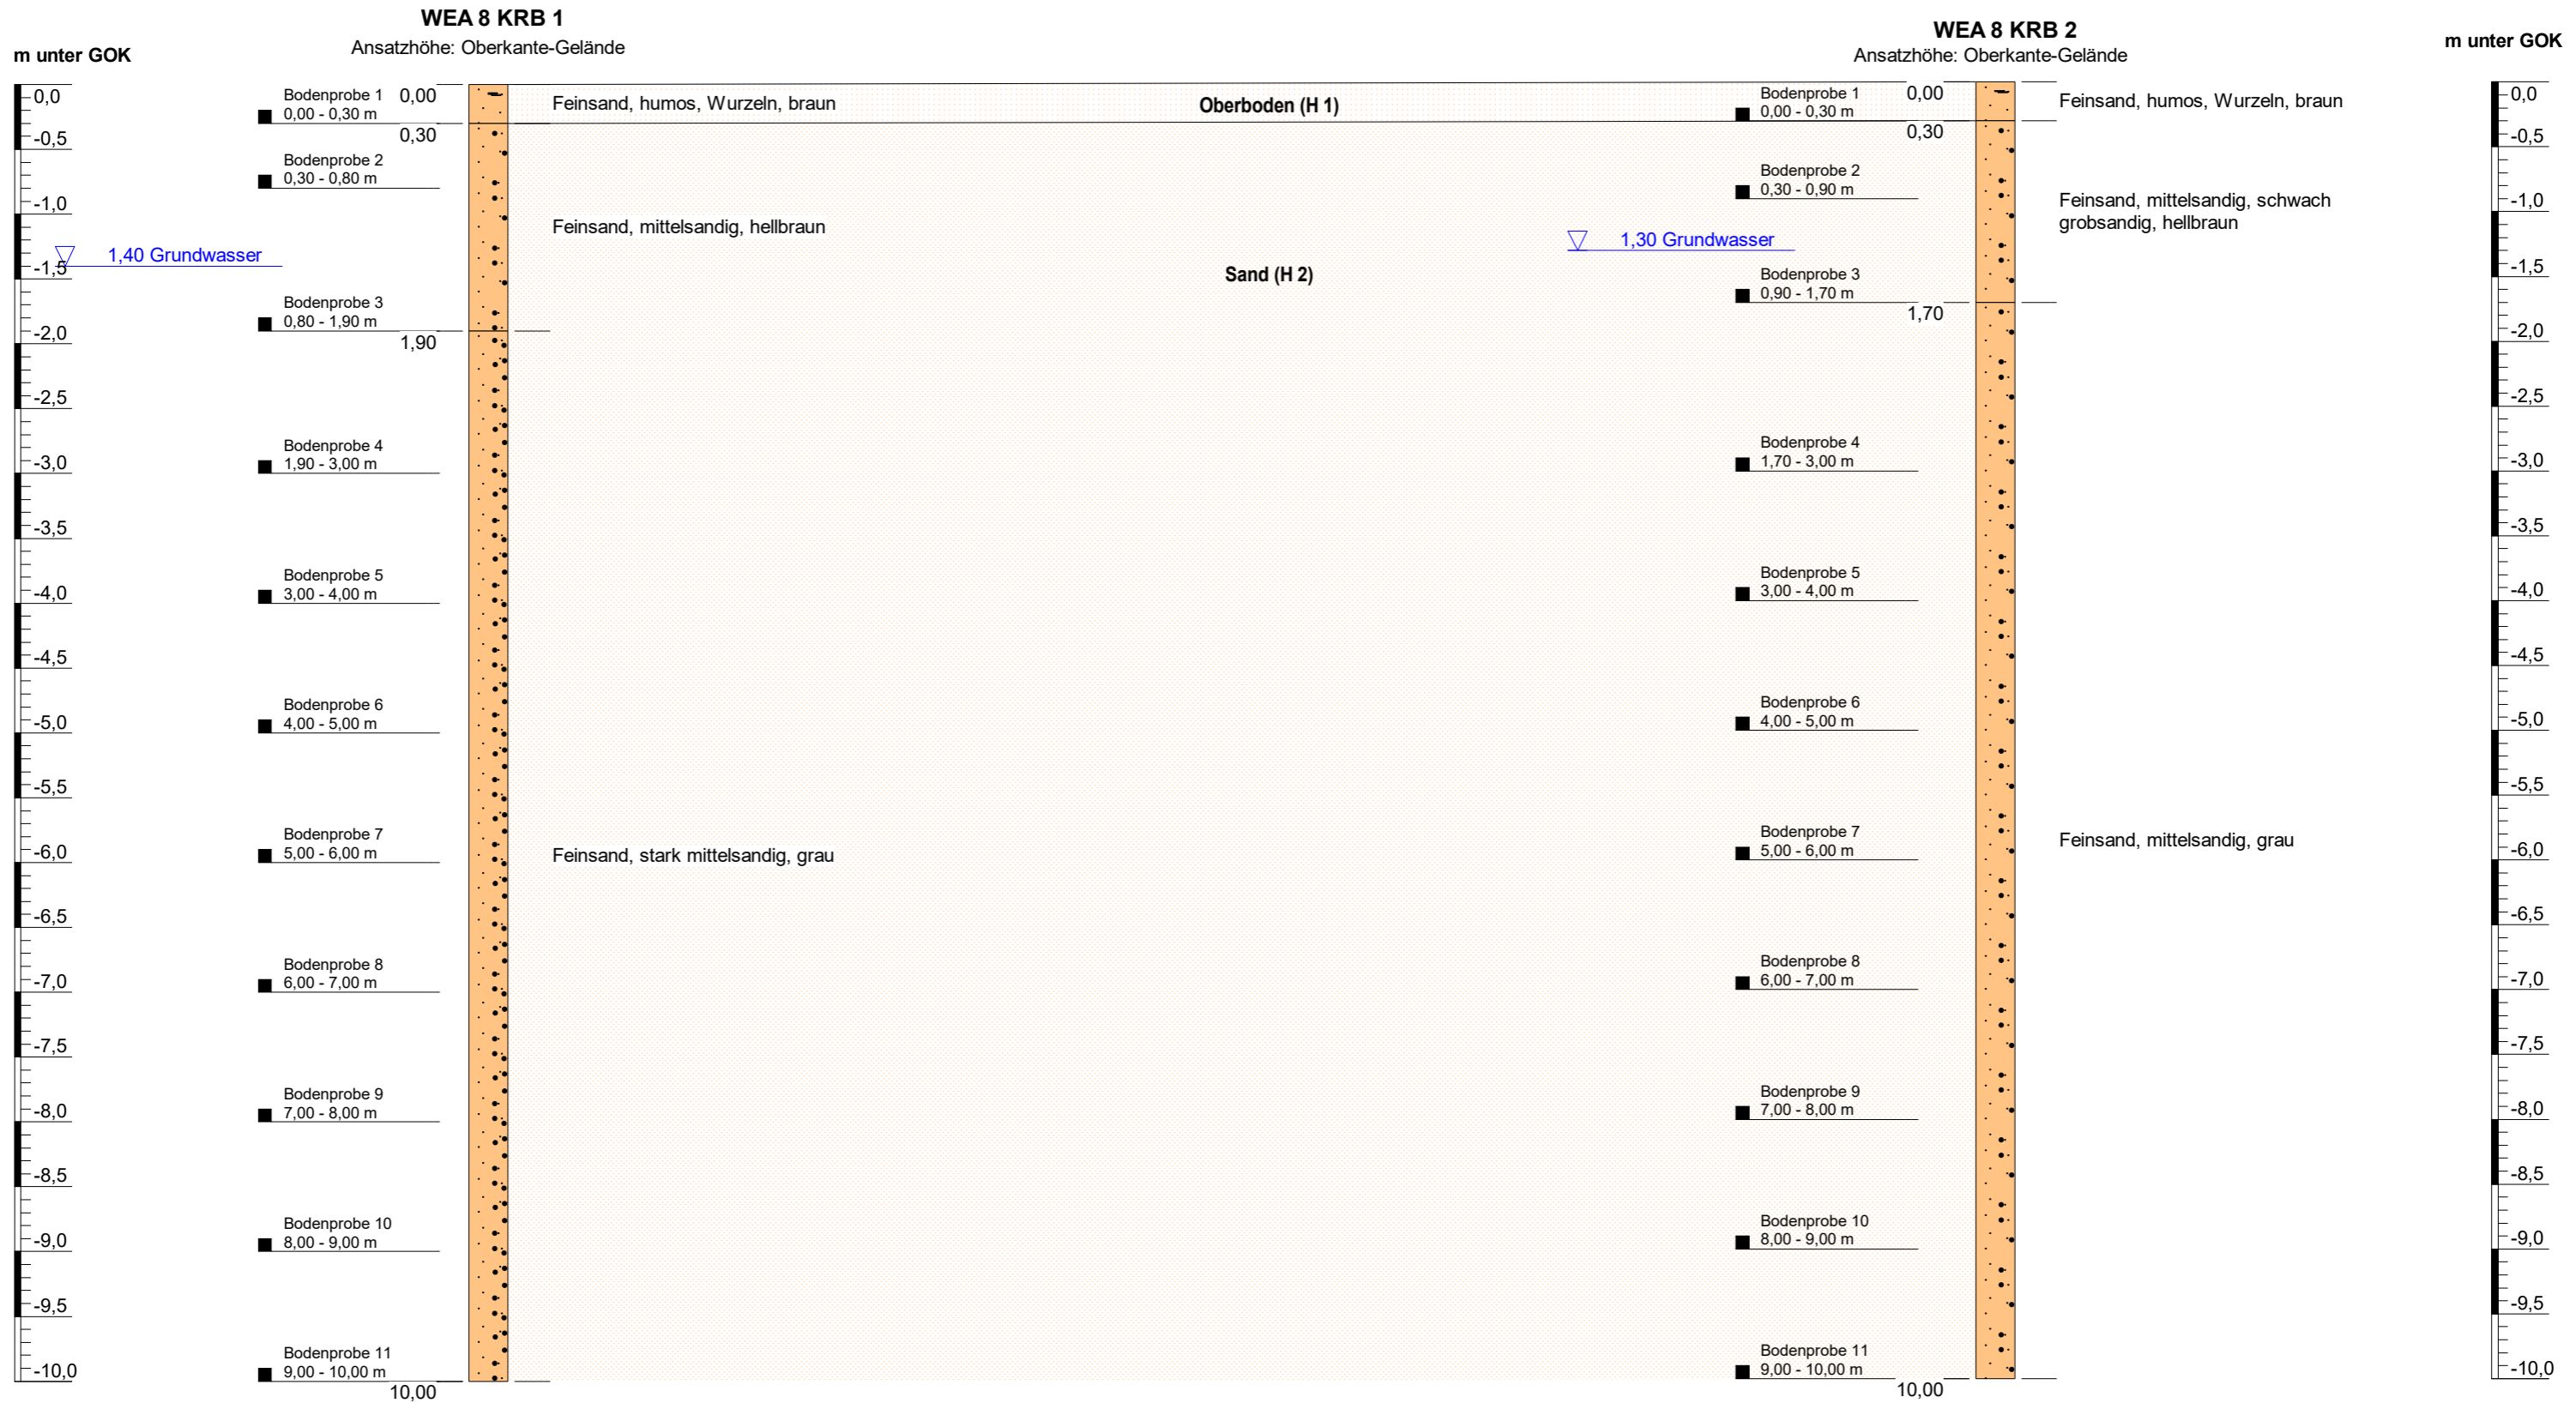 WEA 8 KRB 1
Ansatzhöhe: Oberkante-Gelände
m unter GOK
0,0
-0,5
-1,0
-1,5
-2,0
-2,5
-3,0
-3,5
-4,0
-4,5
-5,0
-5,5
-6,0
-6,5
-7,0
-7,5
-8,0
-8,5
-9,0
-9,5
-10,0
1,40 Grundwasser
Bodenprobe 1
0,00 - 0,30 m
Bodenprobe 2
0,30 - 0,80 m
Bodenprobe 3
0,80 - 1,90 m
Bodenprobe 4
1,90 - 3,00 m
Bodenprobe 5
3,00 - 4,00 m
Bodenprobe 6
4,00 - 5,00 m
Bodenprobe 7
5,00 - 6,00 m
Bodenprobe 8
6,00 - 7,00 m
Bodenprobe 9
7,00 - 8,00 m
Bodenprobe 10
8,00 - 9,00 m
Bodenprobe 11
9,00 - 10,00 m
0,00
0,30
1,90
10,00
Feinsand, humos, Wurzeln, braun
Feinsand, mittelsandig, hellbraun
Feinsand, stark mittelsandig, grau
Oberboden (H 1)
Sand (H 2)
WEA 8 KRB 2
Ansatzhöhe: Oberkante-Gelände
1,30 Grundwasser
Bodenprobe 1
0,00 - 0,30 m
Bodenprobe 2
0,30 - 0,90 m
Bodenprobe 3
0,90 - 1,70 m
Bodenprobe 4
1,70 - 3,00 m
Bodenprobe 5
3,00 - 4,00 m
Bodenprobe 6
4,00 - 5,00 m
Bodenprobe 7
5,00 - 6,00 m
Bodenprobe 8
6,00 - 7,00 m
Bodenprobe 9
7,00 - 8,00 m
Bodenprobe 10
8,00 - 9,00 m
Bodenprobe 11
9,00 - 10,00 m
0,00
0,30
1,70
10,00
Feinsand, humos, Wurzeln, braun
Feinsand, mittelsandig, schwach
grobsandig, hellbraun
Feinsand, mittelsandig, grau
m unter GOK
0,0
-0,5
-1,0
-1,5
-2,0
-2,5
-3,0
-3,5
-4,0
-4,5
-5,0
-5,5
-6,0
-6,5
-7,0
-7,5
-8,0
-8,5
-9,0
-9,5
-10,0